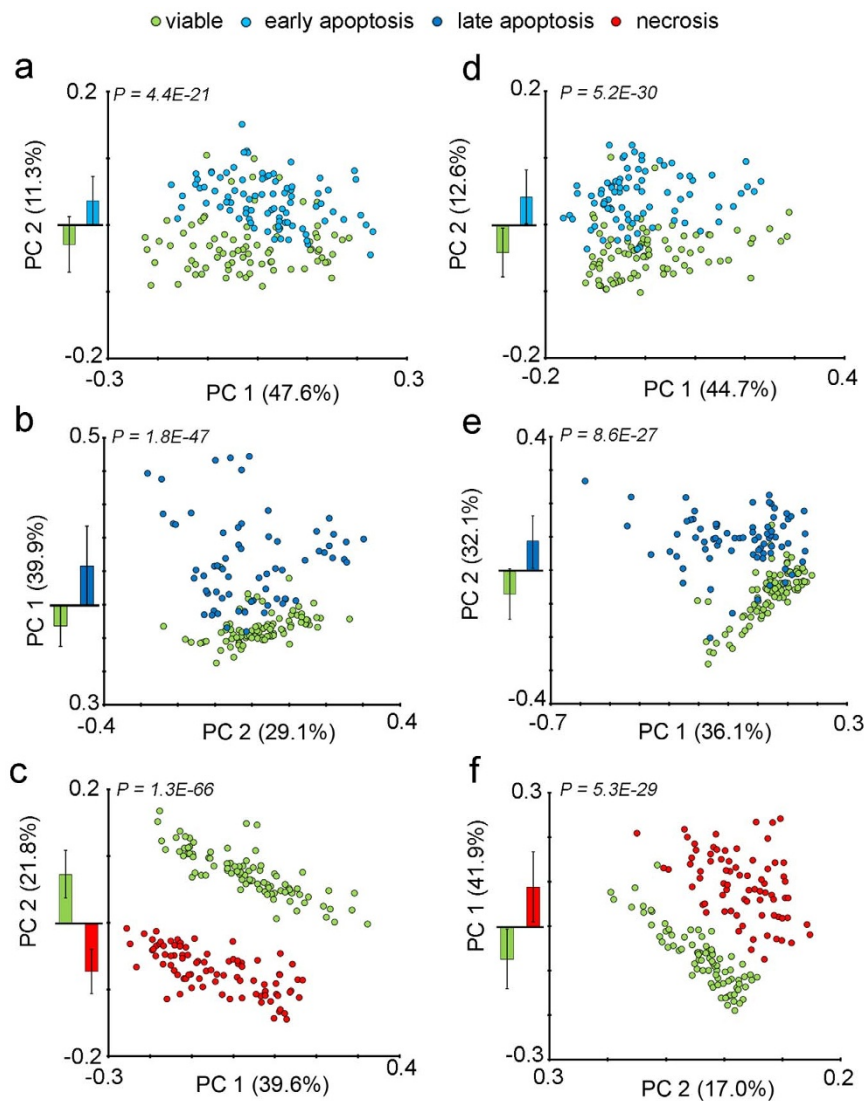 viable early apoptosis late apoptosis necrosis
a
P = 4.4E-21
0.2
PC 2 (11.3%)
-0.2
-0.3
0.3
PC 1 (47.6%)
d
P = 5.2E-30
0.2
PC 2 (12.6%)
-0.2
-0.2
0.4
PC 1 (44.7%)
b
P = 1.8E-47
0.5
PC 1 (39.9%)
0.3
-0.4
0.4
PC 2 (29.1%)
e
P = 8.6E-27
0.4
PC 2 (32.1%)
-0.4
-0.7
0.3
PC 1 (36.1%)
c
P = 1.3E-66
0.2
PC 2 (21.8%)
-0.2
-0.3
0.4
PC 1 (39.6%)
f
P = 5.3E-29
0.3
PC 1 (41.9%)
-0.3
0.3
0.2
PC 2 (17.0%)